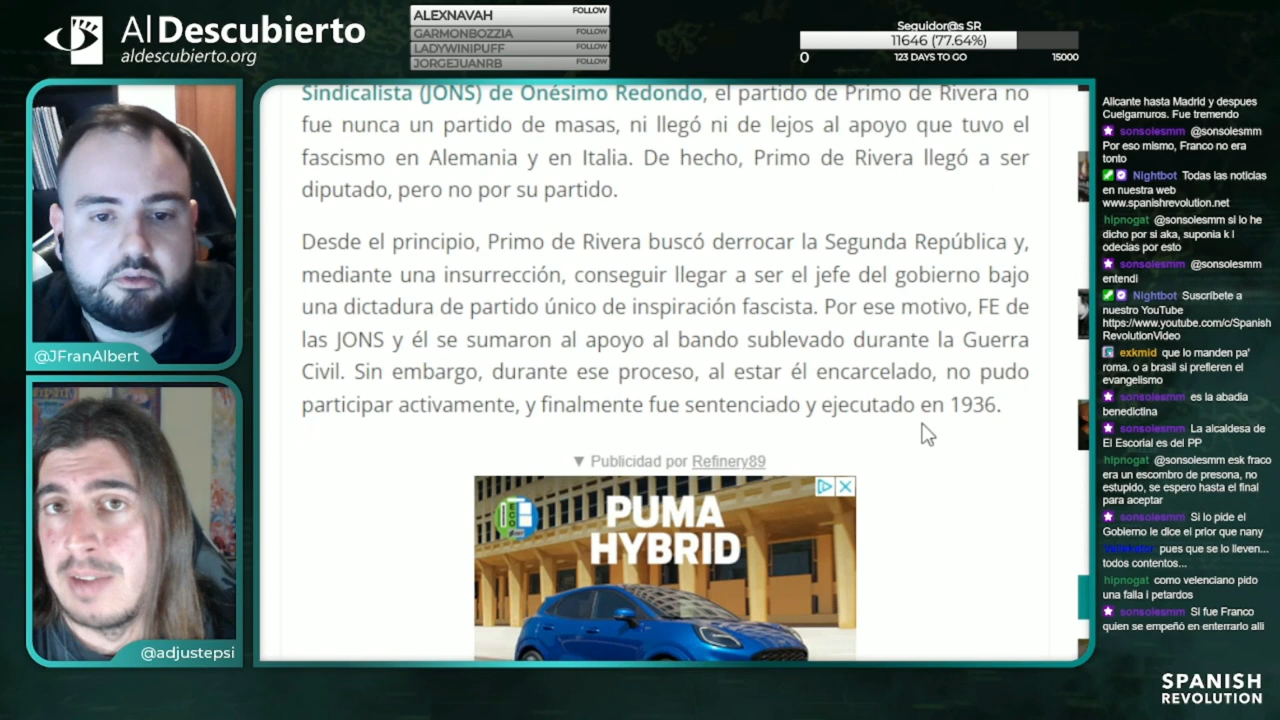 Al Descubierto
aldescubierto.org
ALEXNAVAH FOLLOW
GARMONBOZZIA FOLLOW
LADYWINIPUFF FOLLOW
JORGEJUANRB FOLLOW
Seguidor@s SR
11646 (77.64%)
0 123 DAYS TO GO 15000
@JFranAlbert
@adjustepsi
Sindicalista (JONS) de Onésimo Redondo, el partido de Primo de Rivera no
fue nunca un partido de masas, ni llegó ni de lejos al apoyo que tuvo el
fascismo en Alemania y en Italia. De hecho, Primo de Rivera llegó a ser
diputado, pero no por su partido.
Desde el principio, Primo de Rivera buscó derrocar la Segunda República y,
mediante una insurrección, conseguir llegar a ser el jefe del gobierno bajo
una dictadura de partido único de inspiración fascista. Por ese motivo, FE de
las JONS y él se sumaron al apoyo al bando sublevado durante la Guerra
Civil. Sin embargo, durante ese proceso, al estar él encarcelado, no pudo
participar activamente, y finalmente fue sentenciado y ejecutado en 1936.
▼ Publicidad por Refinery89
ECO
PUMA
HYBRID
Alicante hasta Madrid y despues
Cuelgamuros. Fue tremendo
sonsolesmm @sonsolesmm
Por eso mismo, Franco no era
tonto
Nightbot Todas las noticias
en nuestra web
www.spanishrevolution.net
hipnogat @sonsolesmm si lo he
dicho por si aka, suponia k l
odecias por esto
sonsolesmm @sonsolesmm
entendi
Nightbot Suscríbete a
nuestro YouTube
https://www.youtube.com/c/Spanish
RevolutionVideo
exkmid que lo manden pa'
roma. o a brasil si prefieren el
evangelismo
sonsolesmm es la abadia
benedictina
sonsolesmm La alcaldesa de
El Escorial es del PP
hipnogat @sonsolesmm esk fraco
era un escombro de presona, no
estupido, se espero hasta el final
para aceptar
sonsolesmm Si lo pide el
Gobierno le dice el prior que nany
pues que se lo lleven...
todos contentos...
hipnogat como velenciano pido
una falla i petardos
sonsolesmm Si fue Franco
quien se empeñó en enterrarlo alli
SPANISH
REVOLUTION